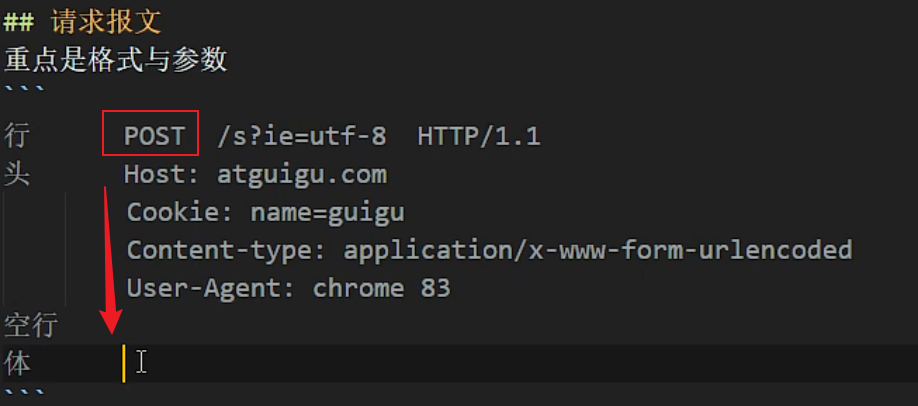 ## 请求报文
重点是格式与参数
```
行 POST /s?ie=utf-8 HTTP/1.1
头 Host: atguigu.com
Cookie: name=guigu
Content-type: application/x-www-form-urlencoded
User-Agent: chrome 83
空行
体
```